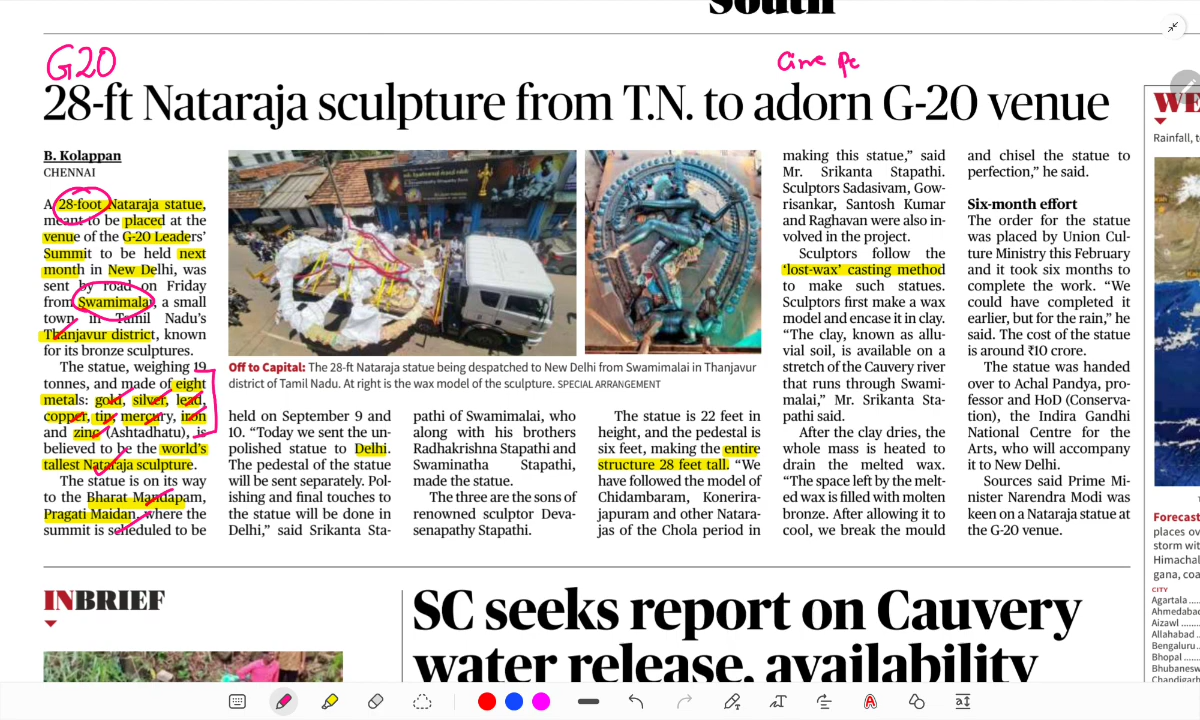 South
G20
Cire Pe
28-ft Nataraja sculpture from T.N. to adorn G-20 venue
B. Kolappan
CHENNAI
A 28-foot Nataraja statue,
meant to be placed at the
venue of the G-20 Leaders’
Summit to be held next
month in New Delhi, was
sent by road on Friday
from Swamimalai, a small
town in Tamil Nadu’s
Thanjavur district, known
for its bronze sculptures.
The statue, weighing 19
tonnes, and made of eight
metals: gold, silver, lead,
copper, tin, mercury, iron
and zinc (Ashtadhatu), is
believed to be the world’s
tallest Nataraja sculpture.
The statue is on its way
to the Bharat Mandapam,
Pragati Maidan, where the
summit is scheduled to be
Off to Capital: The 28-ft Nataraja statue being despatched to New Delhi from Swamimalai in Thanjavur
district of Tamil Nadu. At right is the wax model of the sculpture. SPECIAL ARRANGEMENT
held on September 9 and
10. “Today we sent the un-
polished statue to Delhi.
The pedestal of the statue
will be sent separately. Pol-
ishing and final touches to
the statue will be done in
Delhi,” said Srikanta Sta-
pathi of Swamimalai, who
along with his brothers
Radhakrishna Stapathi and
Swaminatha Stapathi,
made the statue.
The three are the sons of
renowned sculptor Deva-
senapathy Stapathi.
The statue is 22 feet in
height, and the pedestal is
six feet, making the entire
structure 28 feet tall. “We
have followed the model of
Chidambaram, Konerira-
japuram and other Natara-
jas of the Chola period in
making this statue,” said
Mr. Srikanta Stapathi.
Sculptors Sadasivam, Gow-
risankar, Santosh Kumar
and Raghavan were also in-
volved in the project.
Sculptors follow the
‘lost-wax’ casting method
to make such statues.
Sculptors first make a wax
model and encase it in clay.
“The clay, known as allu-
vial soil, is available on a
stretch of the Cauvery river
that runs through Swami-
malai,” Mr. Srikanta Sta-
pathi said.
After the clay dries, the
whole mass is heated to
drain the melted wax.
“The space left by the melt-
ed wax is filled with molten
bronze. After allowing it to
cool, we break the mould
and chisel the statue to
perfection,” he said.
Six-month effort
The order for the statue
was placed by Union Cul-
ture Ministry this February
and it took six months to
complete the work. “We
could have completed it
earlier, but for the rain,” he
said. The cost of the statue
is around ₹10 crore.
The statue was handed
over to Achal Pandya, pro-
fessor and HoD (Conserva-
tion), the Indira Gandhi
National Centre for the
Arts, who will accompany
it to New Delhi.
Sources said Prime Mi-
nister Narendra Modi was
keen on a Nataraja statue at
the G-20 venue.
INBRIEF
SC seeks report on Cauvery
water release, availability
WE
Rainfall, t
Forecast
places ov
storm wit
Himachal
gana, coa
CITY
Agartala
Ahmedabad
Aizawl
Allahabad
Bengaluru
Bhopal
Bhubanesw
Chandigarh